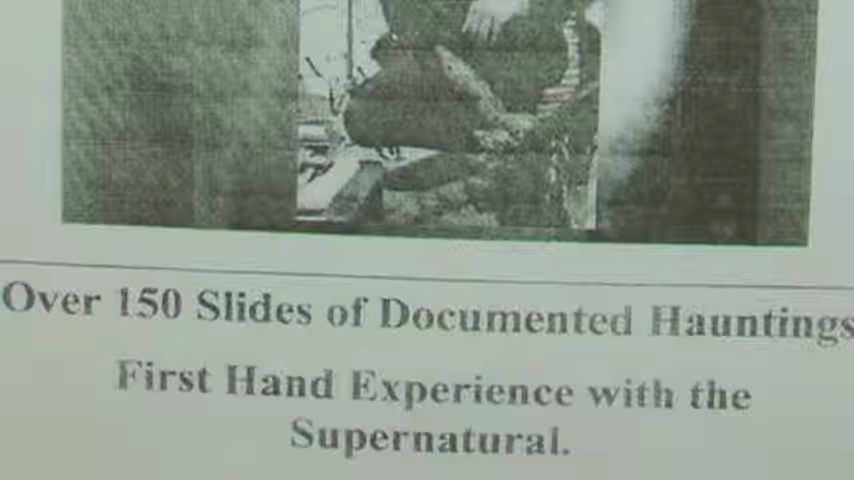 Over 150 Slides of Documented Hauntings
First Hand Experience with the
Supernatural.